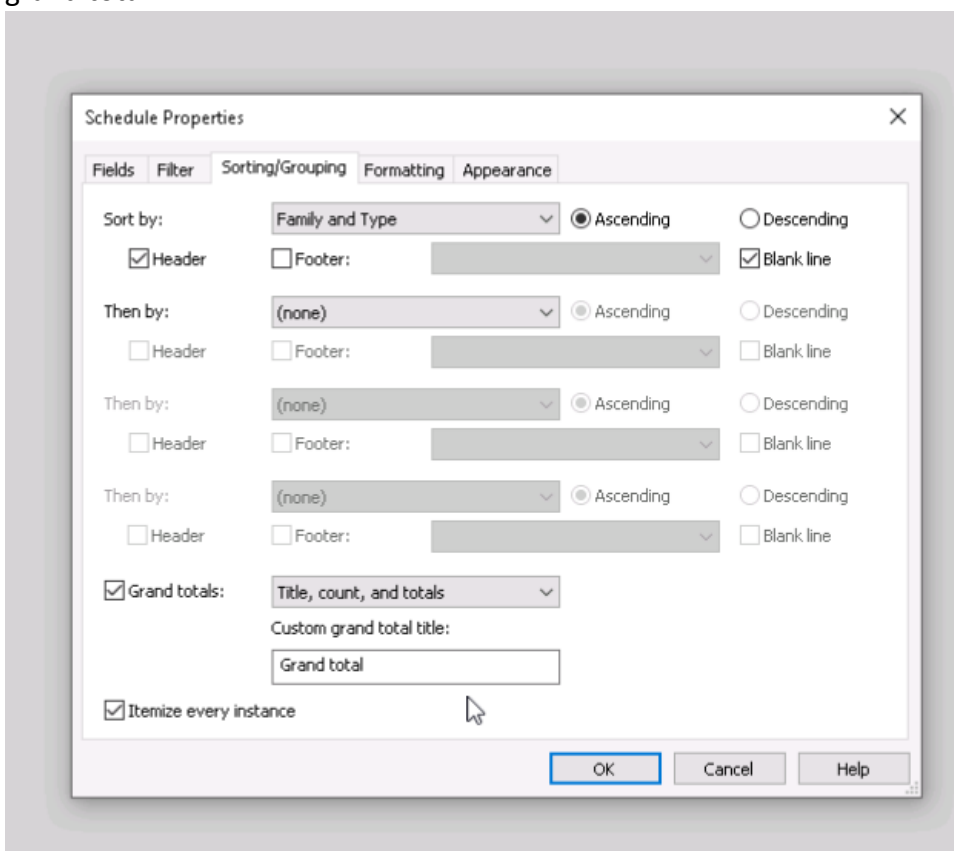 Schedule Properties
Fields Filter Sorting/Grouping Formatting Appearance
Sort by: Family and Type Ascending Descending
Header Footer: Blank line
Then by: (none) Ascending Descending
Header Footer: Blank line
Then by: (none) Ascending Descending
Header Footer: Blank line
Then by: (none) Ascending Descending
Header Footer: Blank line
Grand totals: Title, count, and totals
Custom grand total title:
Grand total
Itemize every instance
OK Cancel Help